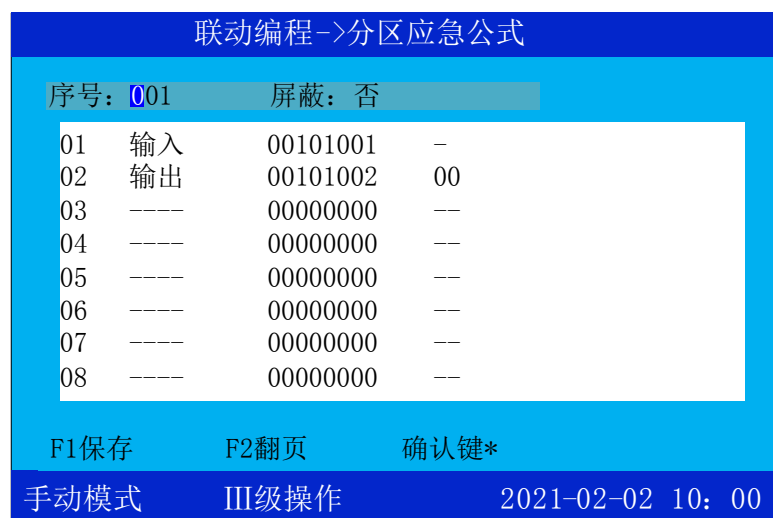 联动编程->分区应急公式
序号：001 屏蔽：否
01 输入 00101001 -
02 输出 00101002 00
03 ---- 00000000 --
04 ---- 00000000 --
05 ---- 00000000 --
06 ---- 00000000 --
07 ---- 00000000 --
08 ---- 00000000 --
F1保存 F2翻页 确认键*
手动模式 III级操作 2021-02-02 10：00